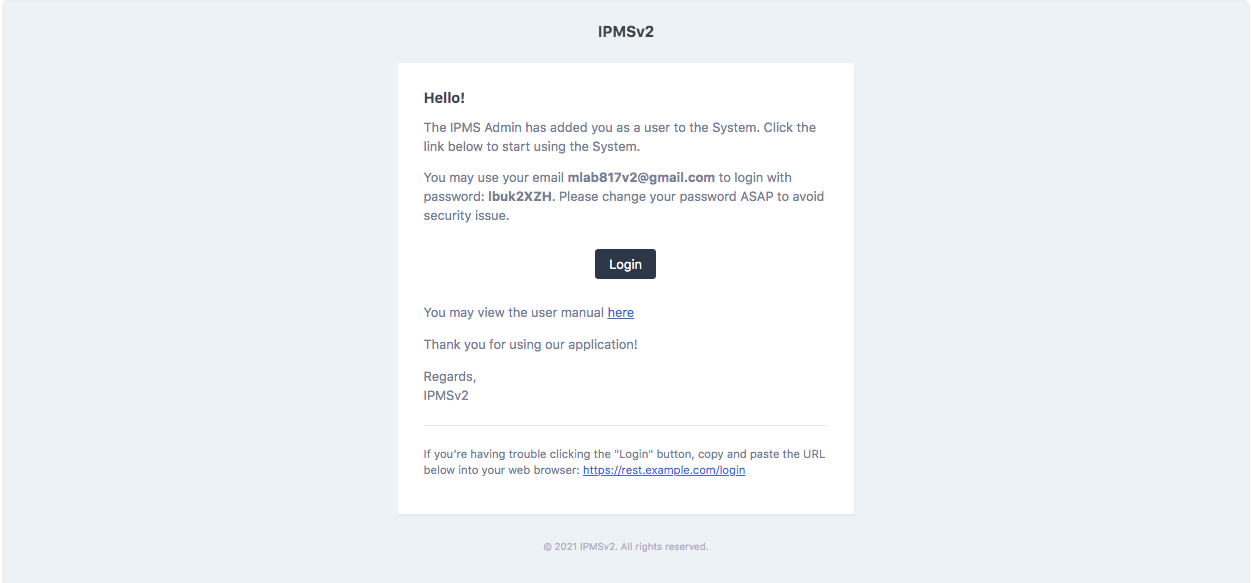 IPMSv2
Hello!
The IPMS Admin has added you as a user to the System. Click the
link below to start using the System.
You may use your email mlab817v2@gmail.com to login with
password: lbuk2XZH. Please change your password ASAP to avoid
security issue.
Login
You may view the user manual here
Thank you for using our application!
Regards,
IPMSv2
If you’re having trouble clicking the "Login" button, copy and paste the URL
below into your web browser: https://rest.example.com/login
© 2021 IPMSv2. All rights reserved.